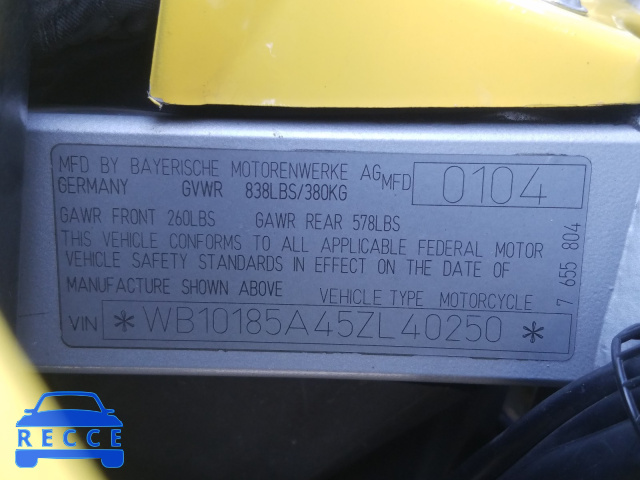 MFD BY BAYERISCHE MOTORENWERKE AG MFD 0104
GERMANY GVWR 838LBS/380KG
GAWR FRONT 260LBS GAWR REAR 578LBS
THIS VEHICLE CONFORMS TO ALL APPLICABLE FEDERAL MOTOR
VEHICLE SAFETY STANDARDS IN EFFECT ON THE DATE OF
MANUFACTURE SHOWN ABOVE VEHICLE TYPE MOTORCYCLE
VIN *WB10185A45ZL40250*
7 655 804
RECCE